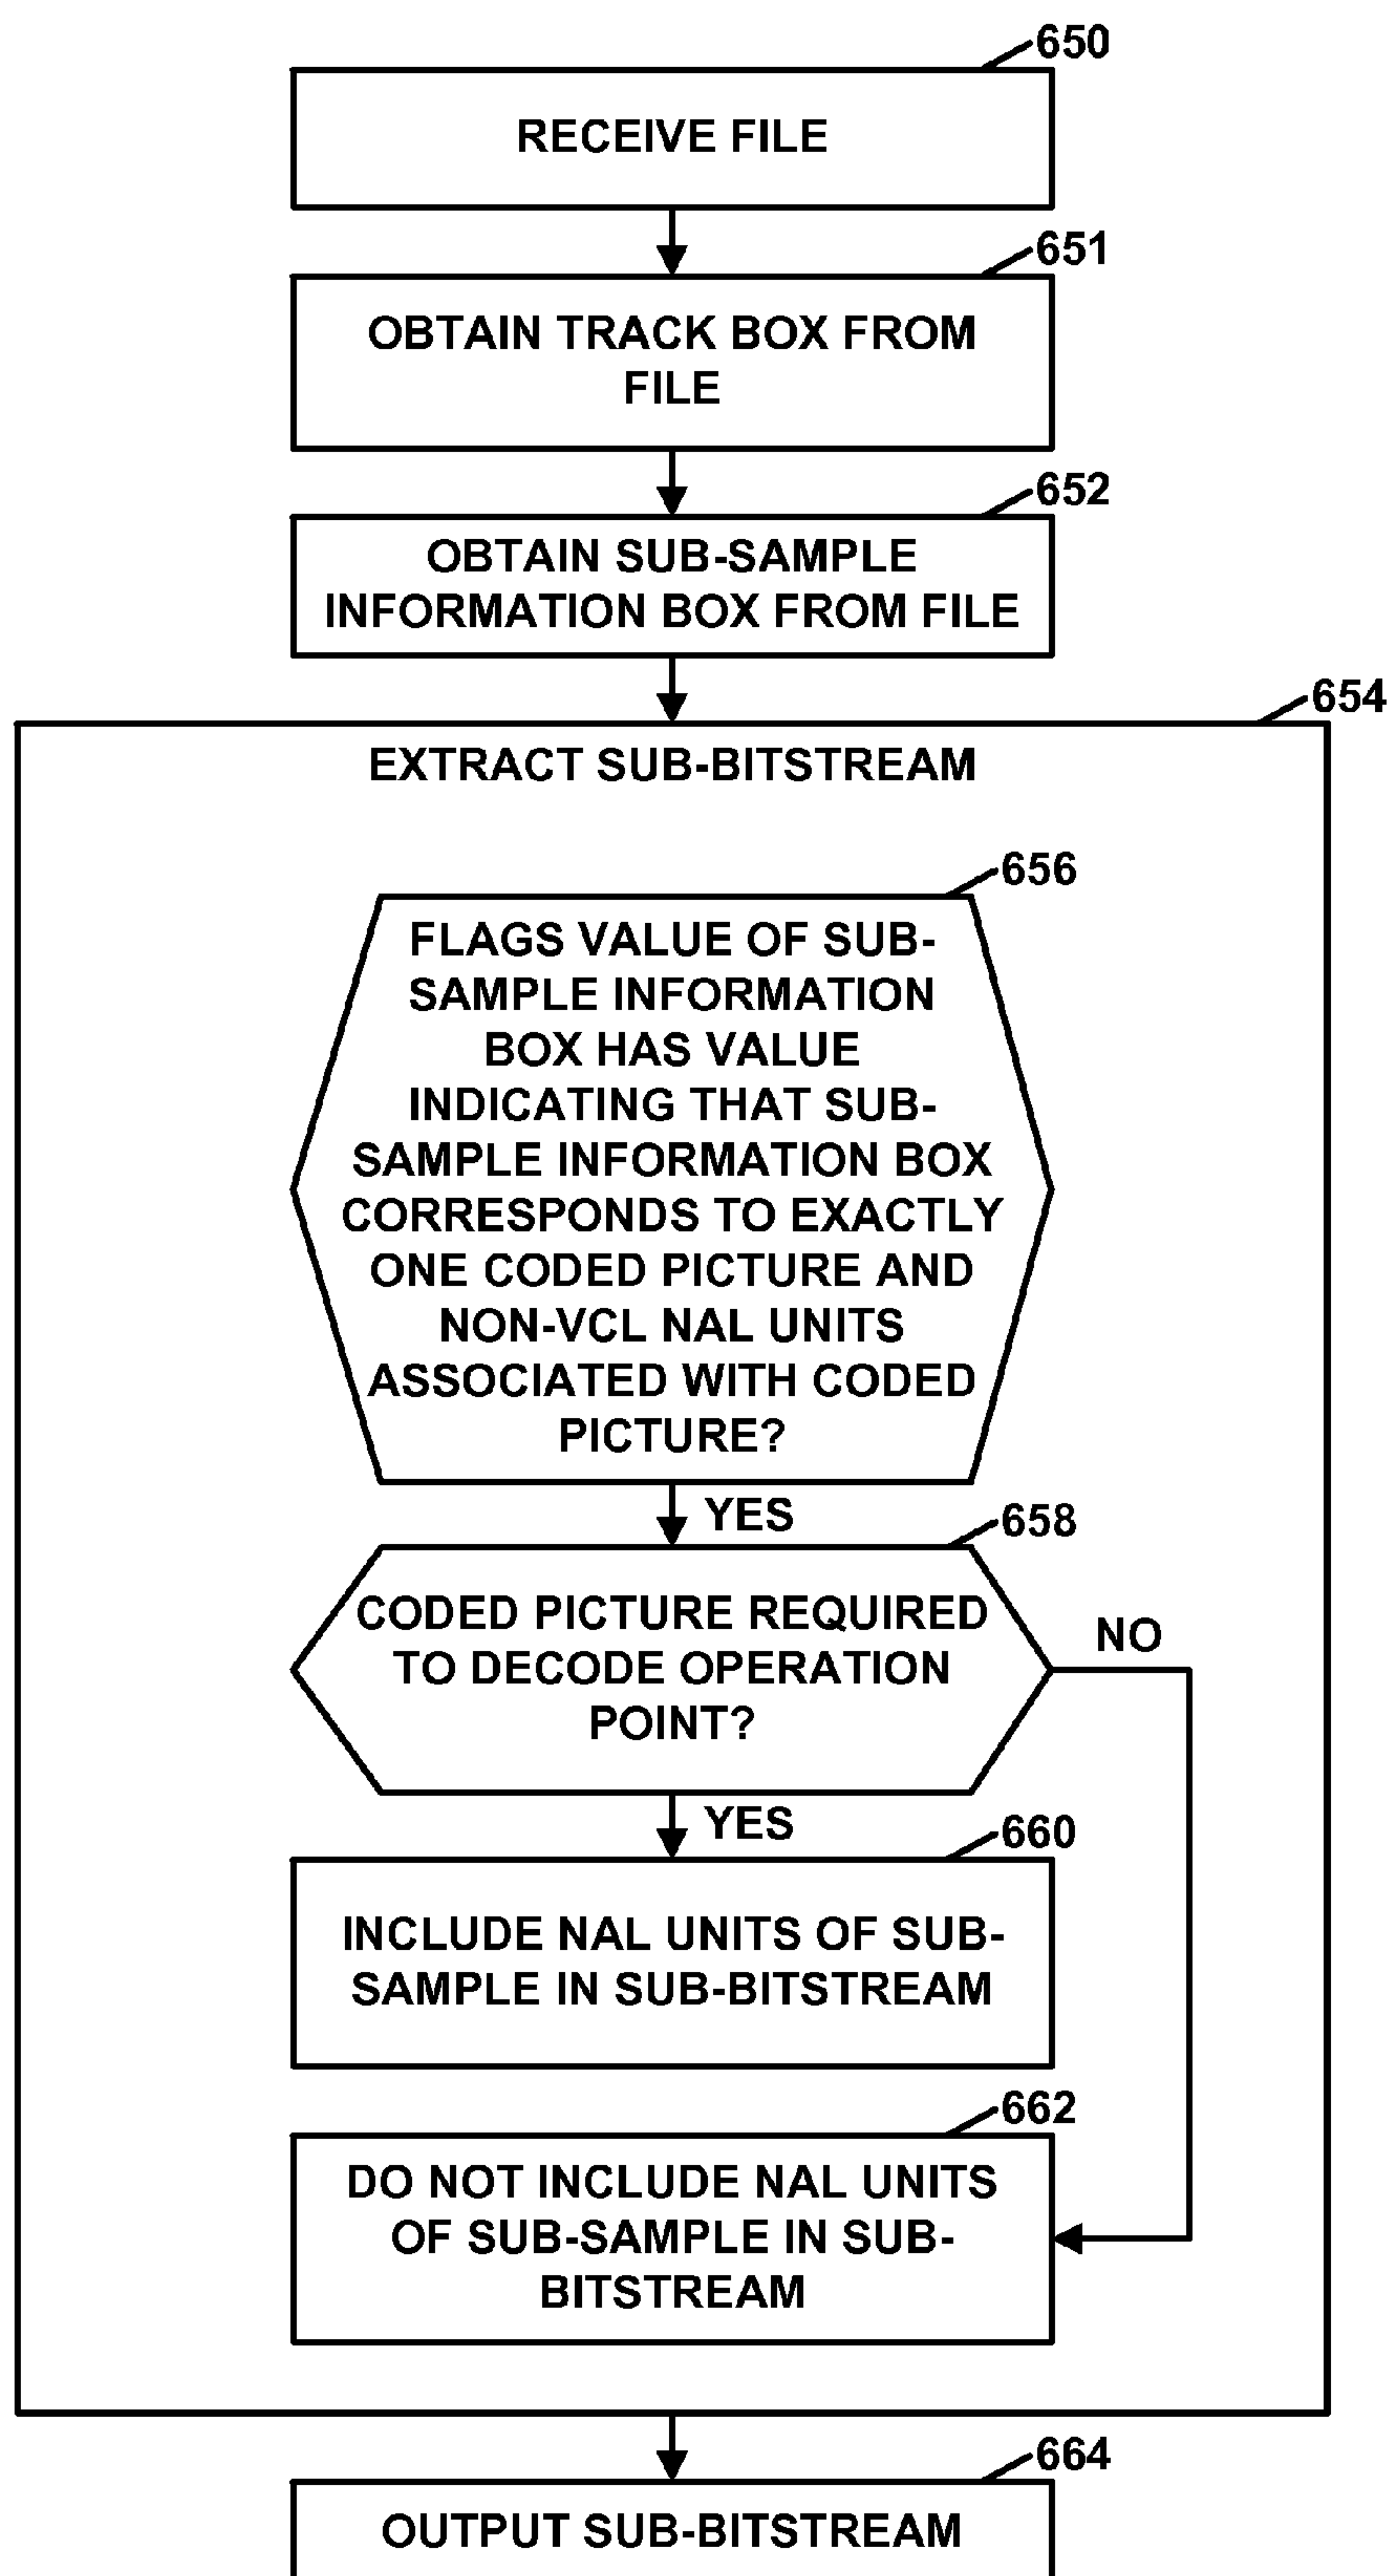 650
RECEIVE FILE
651
OBTAIN TRACK BOX FROM
FILE
652
OBTAIN SUB-SAMPLE
INFORMATION BOX FROM FILE
654
EXTRACT SUB-BITSTREAM
656
FLAGS VALUE OF SUB-
SAMPLE INFORMATION
BOX HAS VALUE
INDICATING THAT SUB-
SAMPLE INFORMATION BOX
CORRESPONDS TO EXACTLY
ONE CODED PICTURE AND
NON-VCL NAL UNITS
ASSOCIATED WITH CODED
PICTURE?
YES
658
CODED PICTURE REQUIRED
TO DECODE OPERATION
POINT?
NO
YES
660
INCLUDE NAL UNITS OF SUB-
SAMPLE IN SUB-BITSTREAM
662
DO NOT INCLUDE NAL UNITS
OF SUB-SAMPLE IN SUB-
BITSTREAM
664
OUTPUT SUB-BITSTREAM